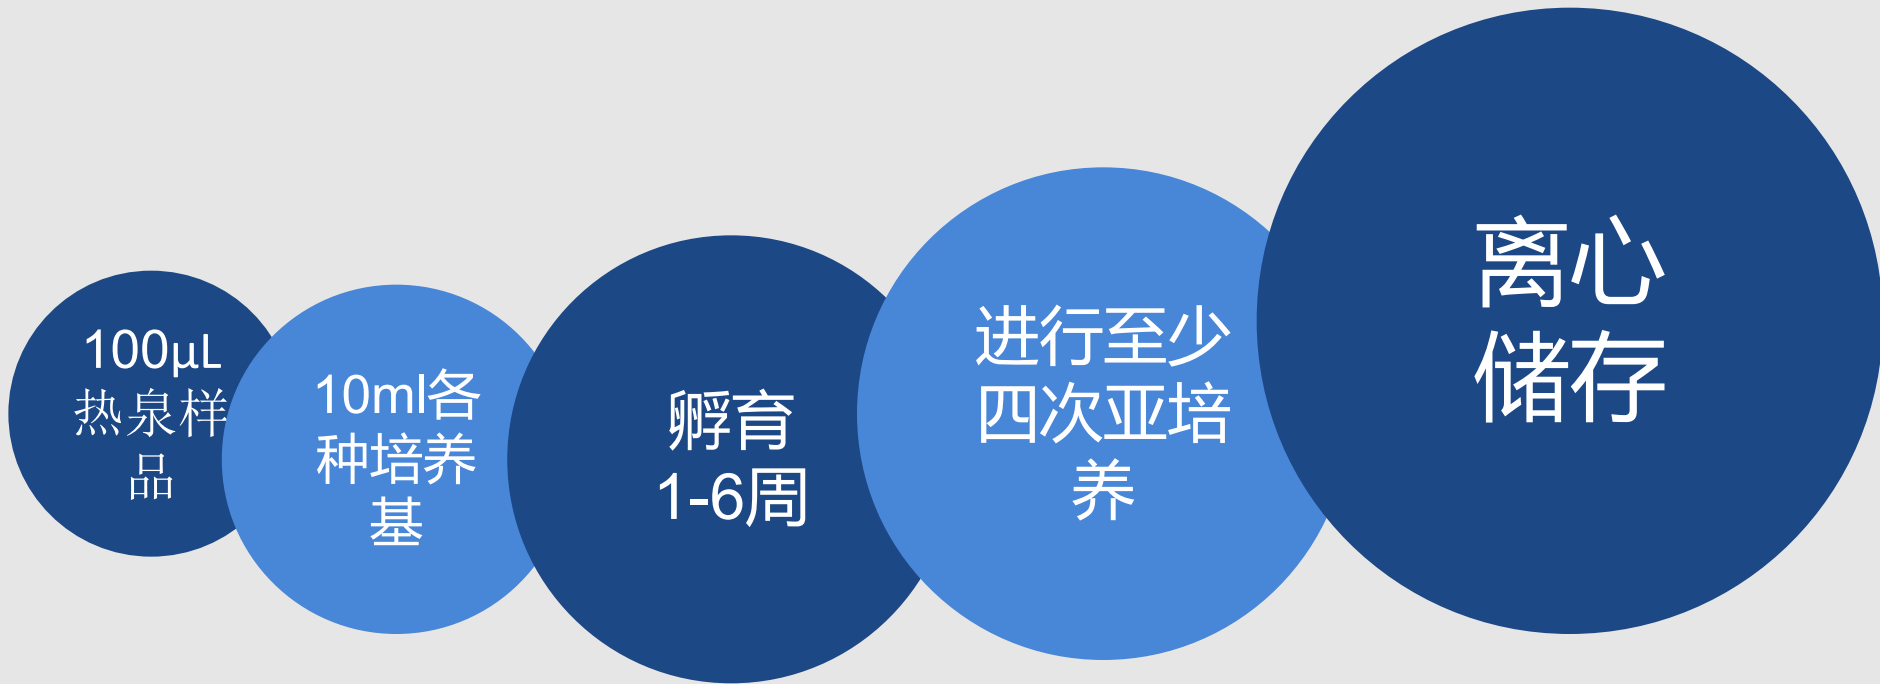 100μL
热泉样
品
10ml各
种培养
基
孵育
1-6周
进行至少
四次亚培
养
离心
储存